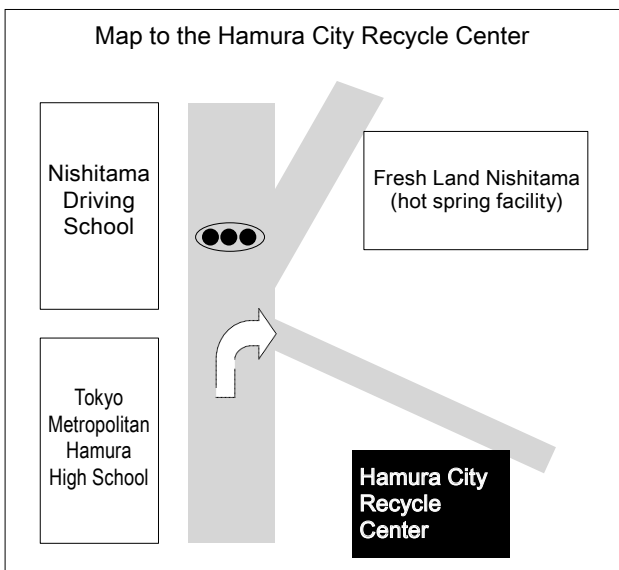 Map to the Hamura City Recycle Center
Nishitama
Driving
School
Fresh Land Nishitama
(hot spring facility)
Tokyo
Metropolitan
Hamura
High School
Hamura City
Recycle
Center